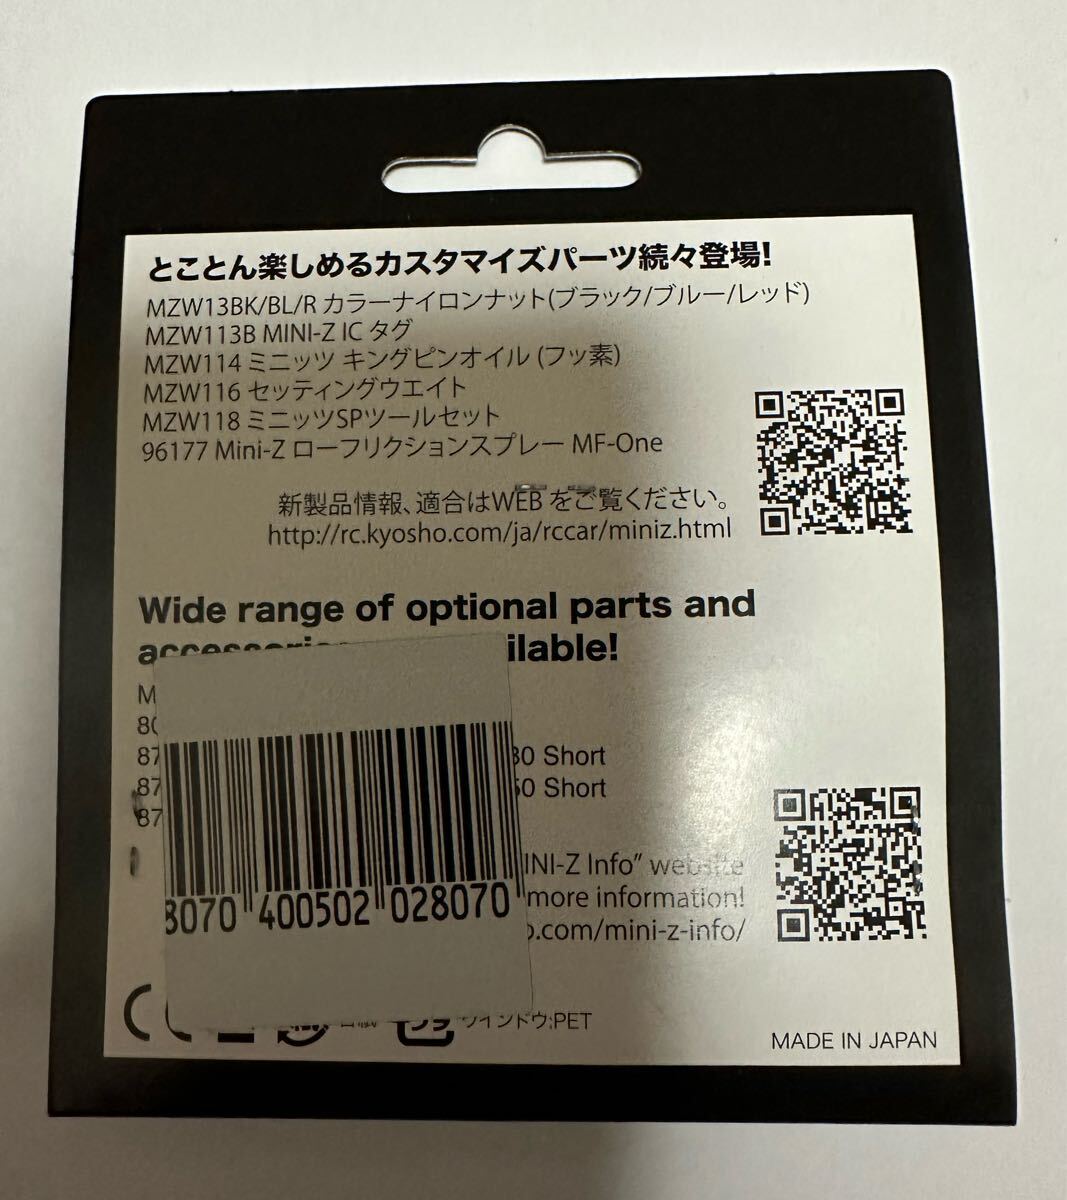 とことん楽しめるカスタマイズパーツ続々登場!
MZW13BK/BL/R カラーナイロンナット(ブラック/ブルー/レッド)
MZW113B MINI-Z IC タグ
MZW114 ミニッツ キングピンオイル (フッ素)
MZW116 セッティングウエイト
MZW118 ミニッツSPツールセット
96177 Mini-Z ローフリクションスプレー MF-One
新製品情報、適合はWEB をご覧ください。
http://rc.kyosho.com/ja/rccar/miniz.html
Wide range of optional parts and
ilable!
Short
Short
INI-Z Info” website
more information!
.com/mini-z-info/
8070 400502 028070
ウインドウ:PET
MADE IN JAPAN